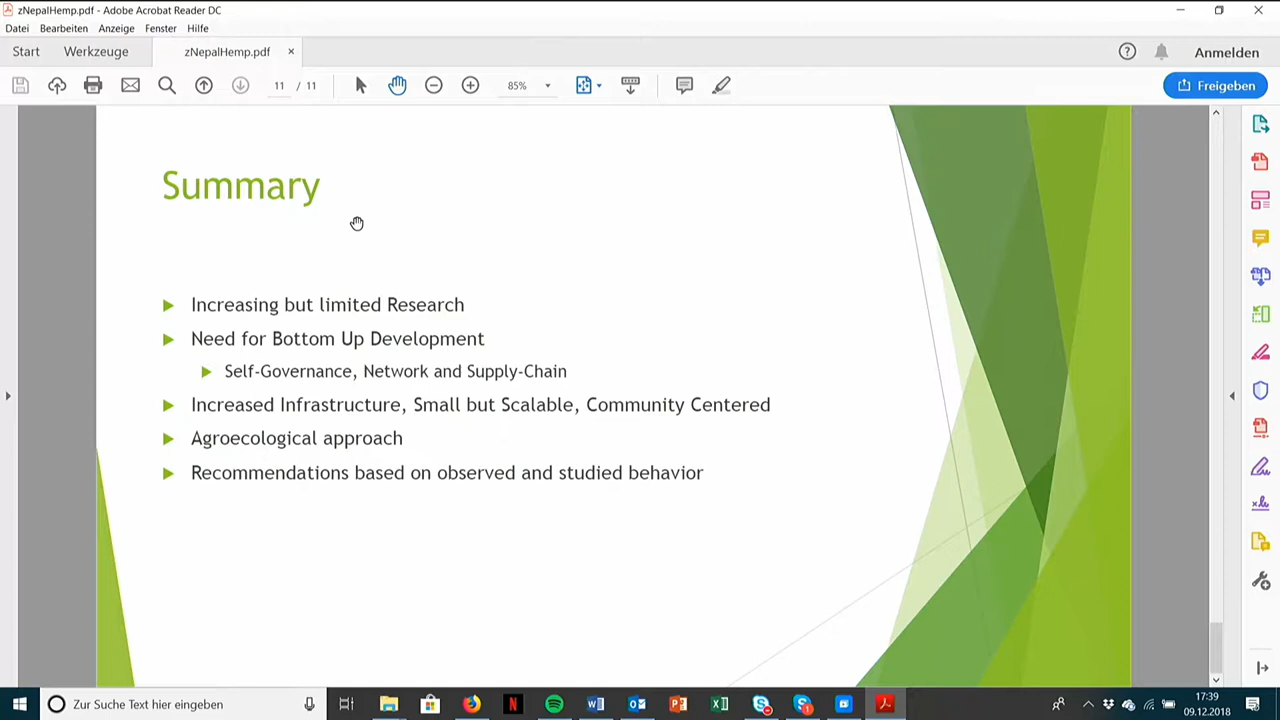 zNepalHemp.pdf - Adobe Acrobat Reader DC
Datei Bearbeiten Anzeige Fenster Hilfe
Start Werkzeuge zNepalHemp.pdf × Anmelden
11 / 11 85% Freigeben
Summary
Increasing but limited Research
Need for Bottom Up Development
Self-Governance, Network and Supply-Chain
Increased Infrastructure, Small but Scalable, Community Centered
Agroecological approach
Recommendations based on observed and studied behavior
Zur Suche Text hier eingeben
17:39
09.12.2018